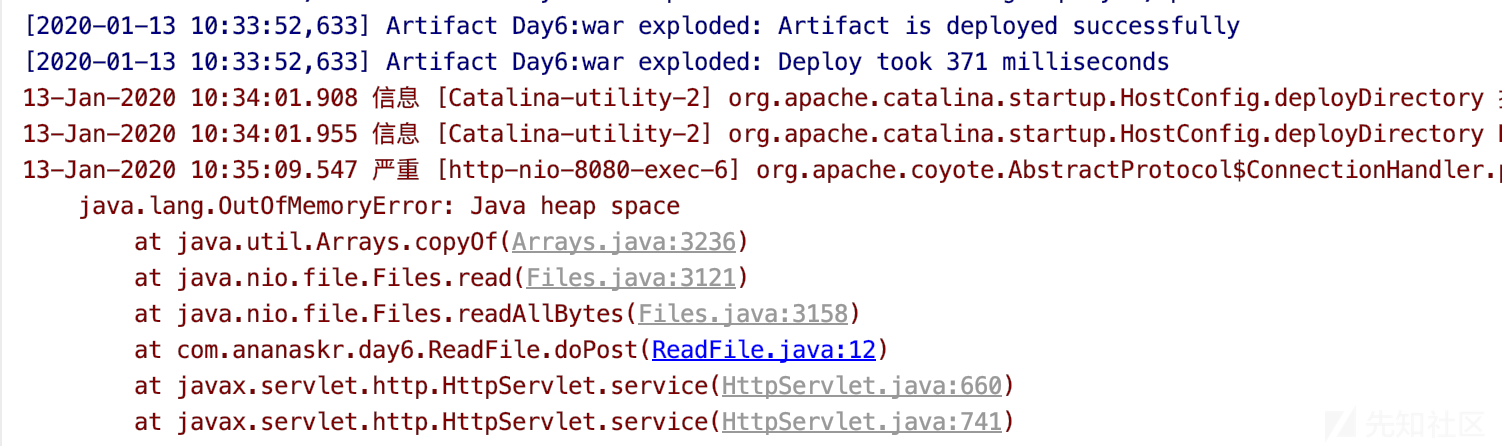 [2020-01-13 10:33:52,633] Artifact Day6:war exploded: Artifact is deployed successfully
[2020-01-13 10:33:52,633] Artifact Day6:war exploded: Deploy took 371 milliseconds
13-Jan-2020 10:34:01.908 信息 [Catalina-utility-2] org.apache.catalina.startup.HostConfig.deployDirectory
13-Jan-2020 10:34:01.955 信息 [Catalina-utility-2] org.apache.catalina.startup.HostConfig.deployDirectory
13-Jan-2020 10:35:09.547 严重 [http-nio-8080-exec-6] org.apache.coyote.AbstractProtocol$ConnectionHandler.p
java.lang.OutOfMemoryError: Java heap space
at java.util.Arrays.copyOf(Arrays.java:3236)
at java.nio.file.Files.read(Files.java:3121)
at java.nio.file.Files.readAllBytes(Files.java:3158)
at com.ananaskr.day6.ReadFile.doPost(ReadFile.java:12)
at javax.servlet.http.HttpServlet.service(HttpServlet.java:660)
at javax.servlet.http.HttpServlet.service(HttpServlet.java:741)
先知社区